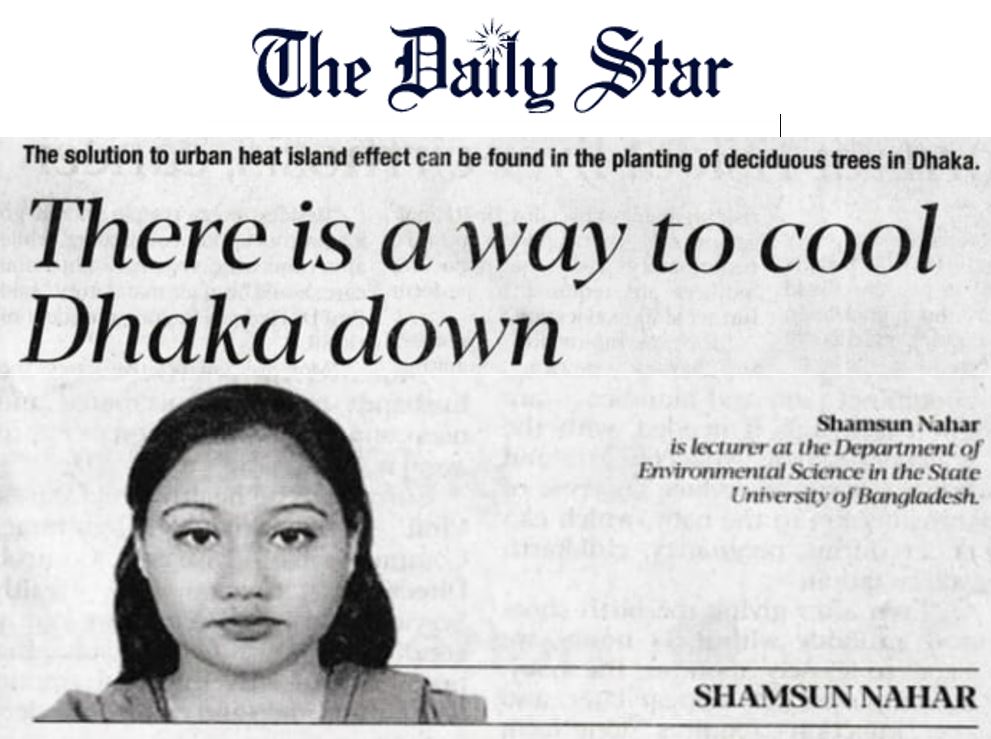 The Daily Star
The solution to urban heat island effect can be found in the planting of deciduous trees in Dhaka.
There is a way to cool
Dhaka down
Shamsun Nahar
is lecturer at the Department of
Environmental Science in the State
University of Bangladesh.
SHAMSUN NAHAR